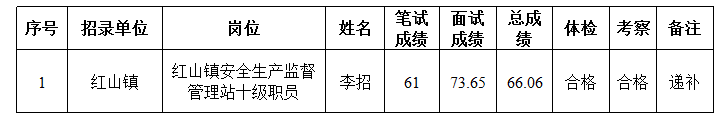 序号 招录单位 岗位 姓名 笔试成绩 面试成绩 总成绩 体检 考察 备注
1 红山镇 红山镇安全生产监督管理站十级职员 李招 61 73.65 66.06 合格 合格 递补